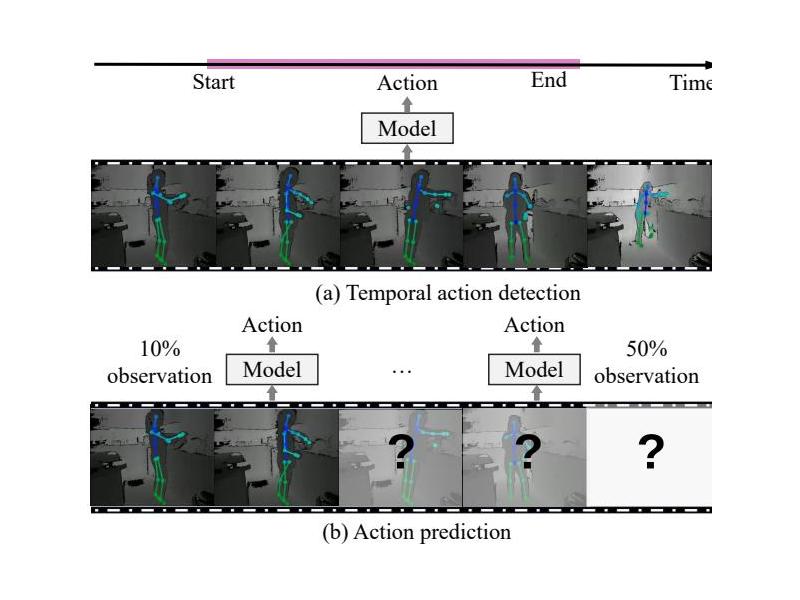 Start
Action
End
Time
Model
(a) Temporal action detection
Action
Action
10%
observation
Model
...
Model
50%
observation
?
?
?
(b) Action prediction